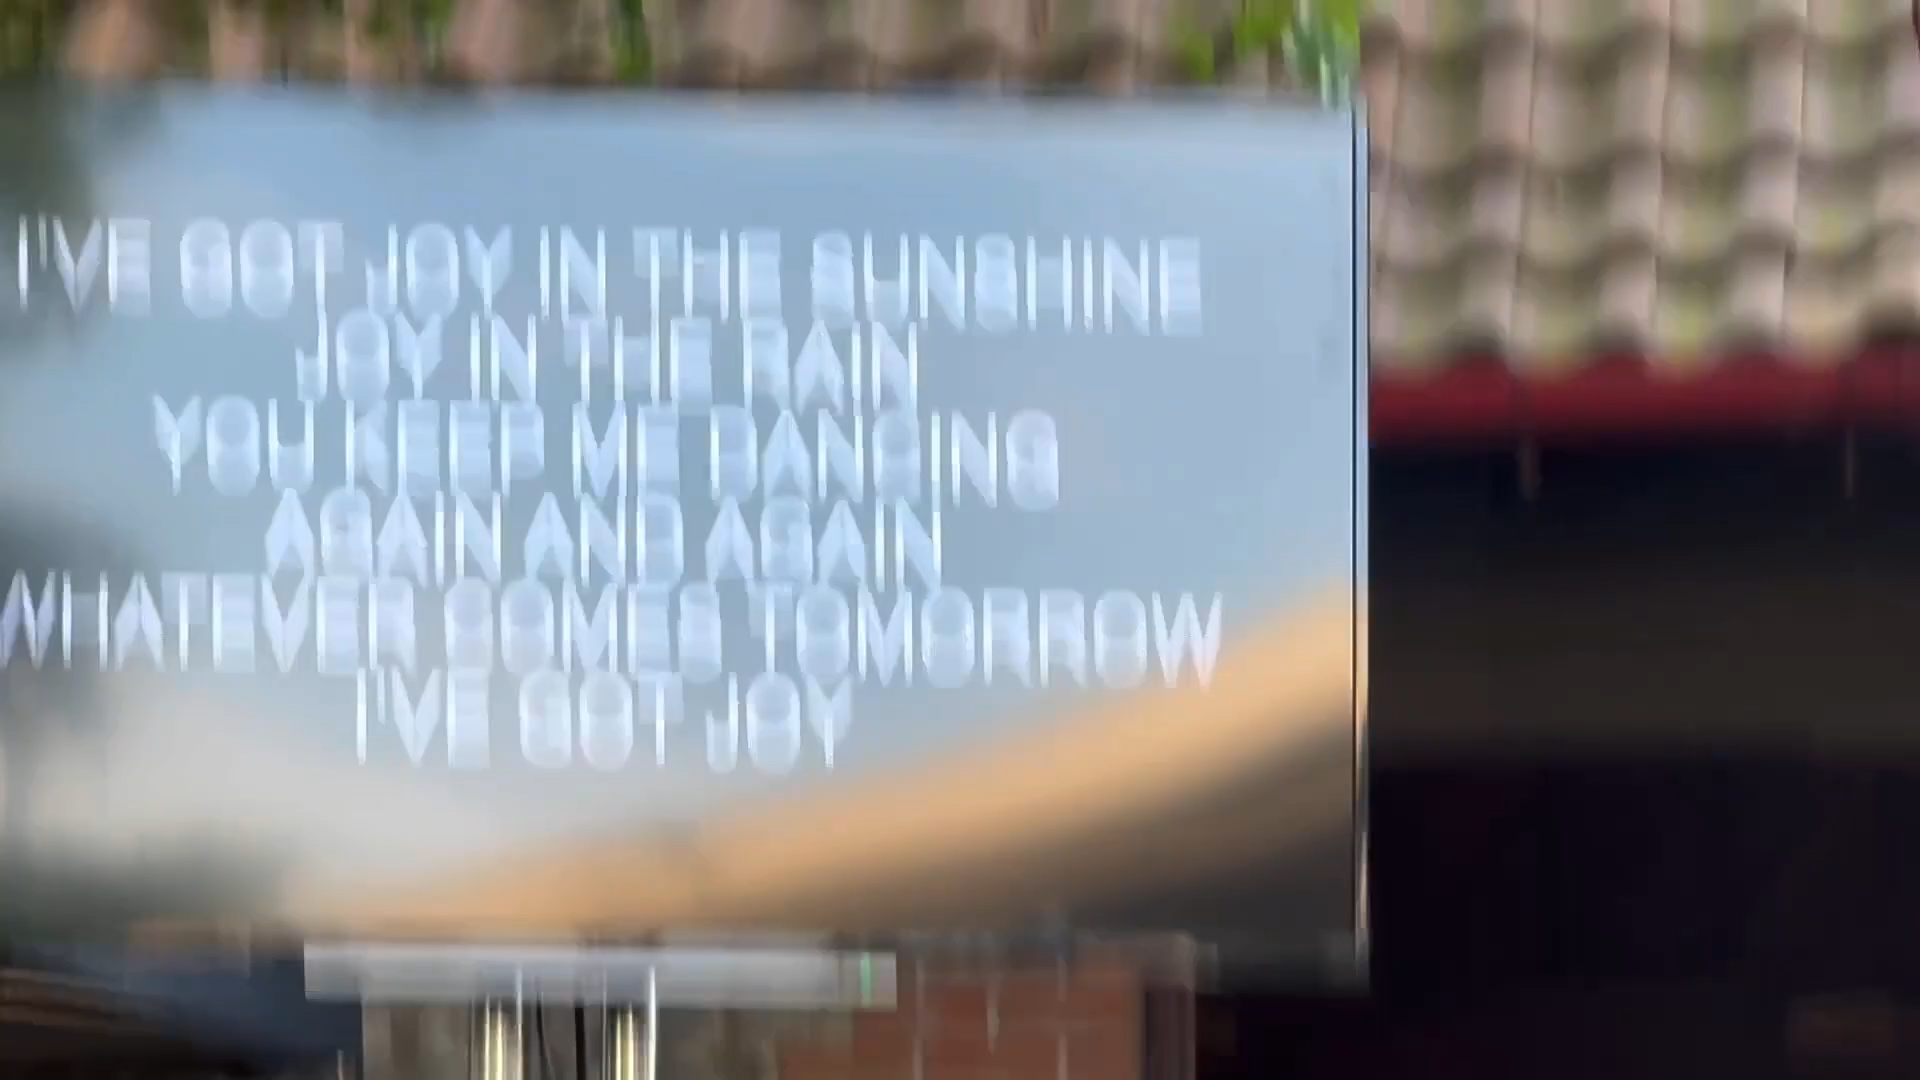 I'VE GOT JOY IN THE SUNSHINE
JOY IN THE RAIN
YOU KEEP ME DANCING
AGAIN AND AGAIN
WHATEVER COMES TOMORROW
I'VE GOT JOY